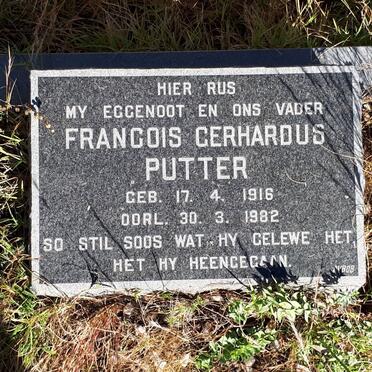 HIER RUS
MY EGGENOOT EN ONS VADER
FRANCOIS GERHARDUS
PUTTER
GEB. 17. 4. 1916
OORL. 30. 3. 1982
SO STIL SOOS WAT HY GELEWE HET,
HET HY HEENGEGAAN.